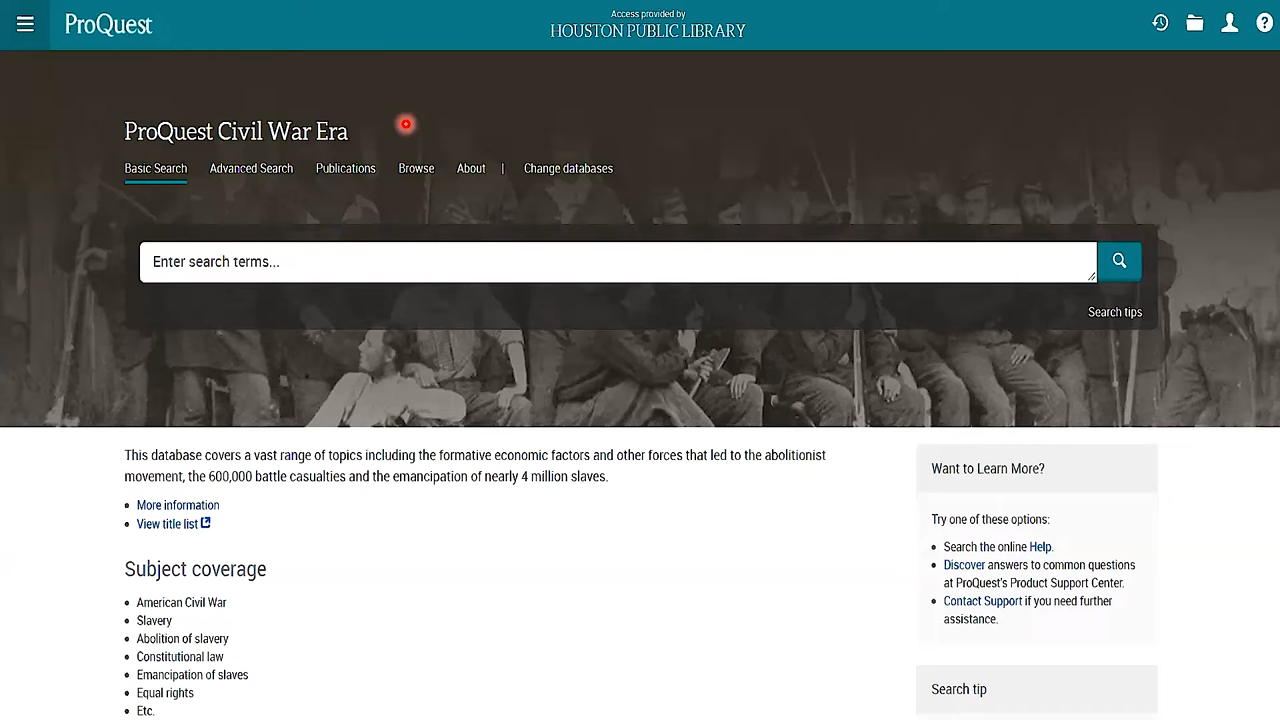 ProQuest
Access provided by
HOUSTON PUBLIC LIBRARY
ProQuest Civil War Era
Basic Search Advanced Search Publications Browse About | Change databases
Enter search terms...
Search tips
This database covers a vast range of topics including the formative economic factors and other forces that led to the abolitionist
movement, the 600,000 battle casualties and the emancipation of nearly 4 million slaves.
• More information
• View title list
Subject coverage
• American Civil War
• Slavery
• Abolition of slavery
• Constitutional law
• Emancipation of slaves
• Equal rights
• Etc.
Want to Learn More?
Try one of these options:
• Search the online Help.
• Discover answers to common questions
at ProQuest's Product Support Center.
• Contact Support if you need further
assistance.
Search tip